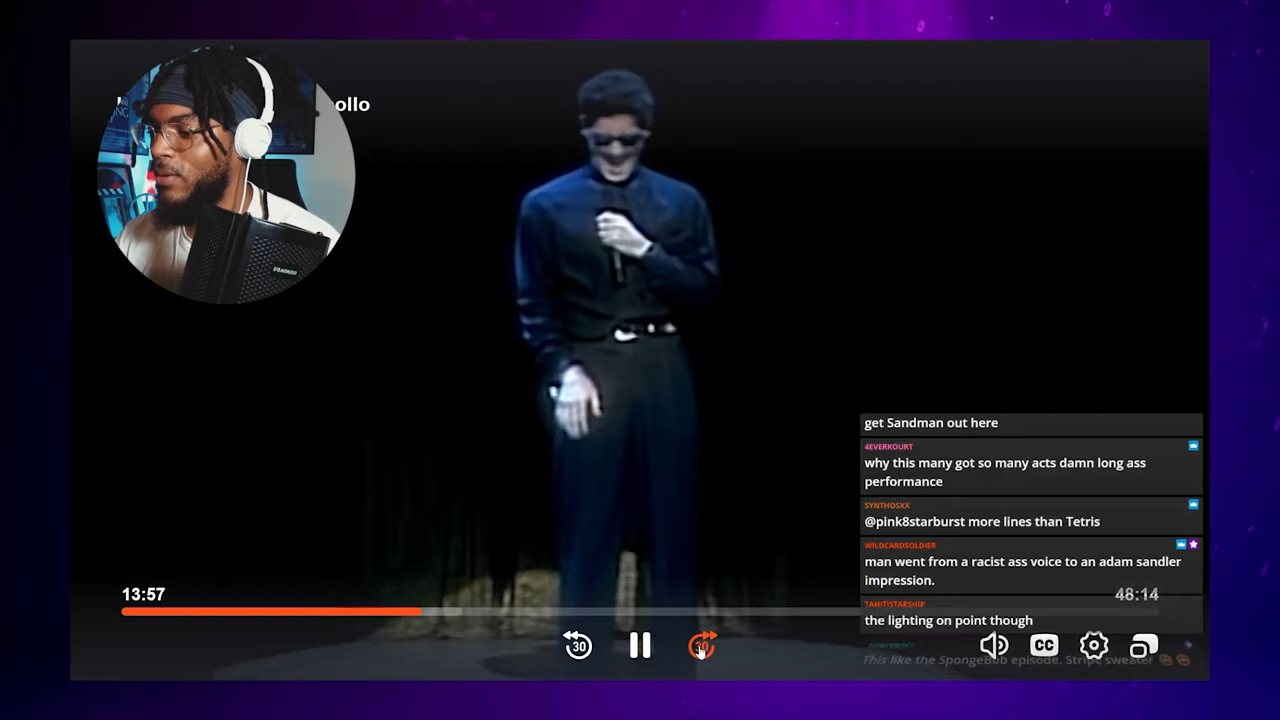 ollo
get Sandman out here
4EVERKOURT
why this many got so many acts damn long ass
performance
SYNTHOSXX
@pink8starburst more lines than Tetris
WILDCARDSOLDIER
man went from a racist ass voice to an adam sandler
impression.
TAHITISTARSHIP
the lighting on point though
This like the SpongeBob episode. Stripe sweater
13:57
48:14
30
30
CC